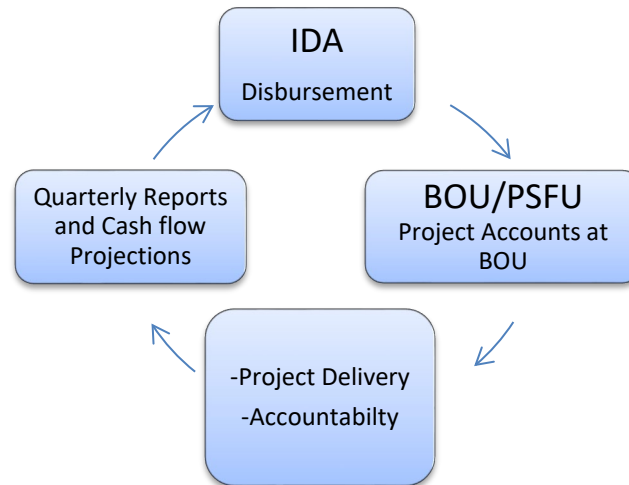 IDA
Disbursement
BOU/PSFU
Project Accounts at
BOU
-Project Delivery
-Accountabilty
Quarterly Reports
and Cash flow
Projections